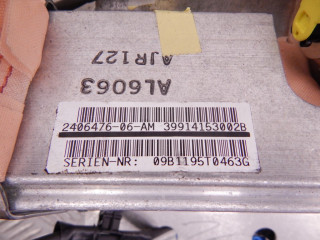 AJR127
AL6063
2406476-06-AM 39914153002B
SERIEN-NR: 09B1195T0463G